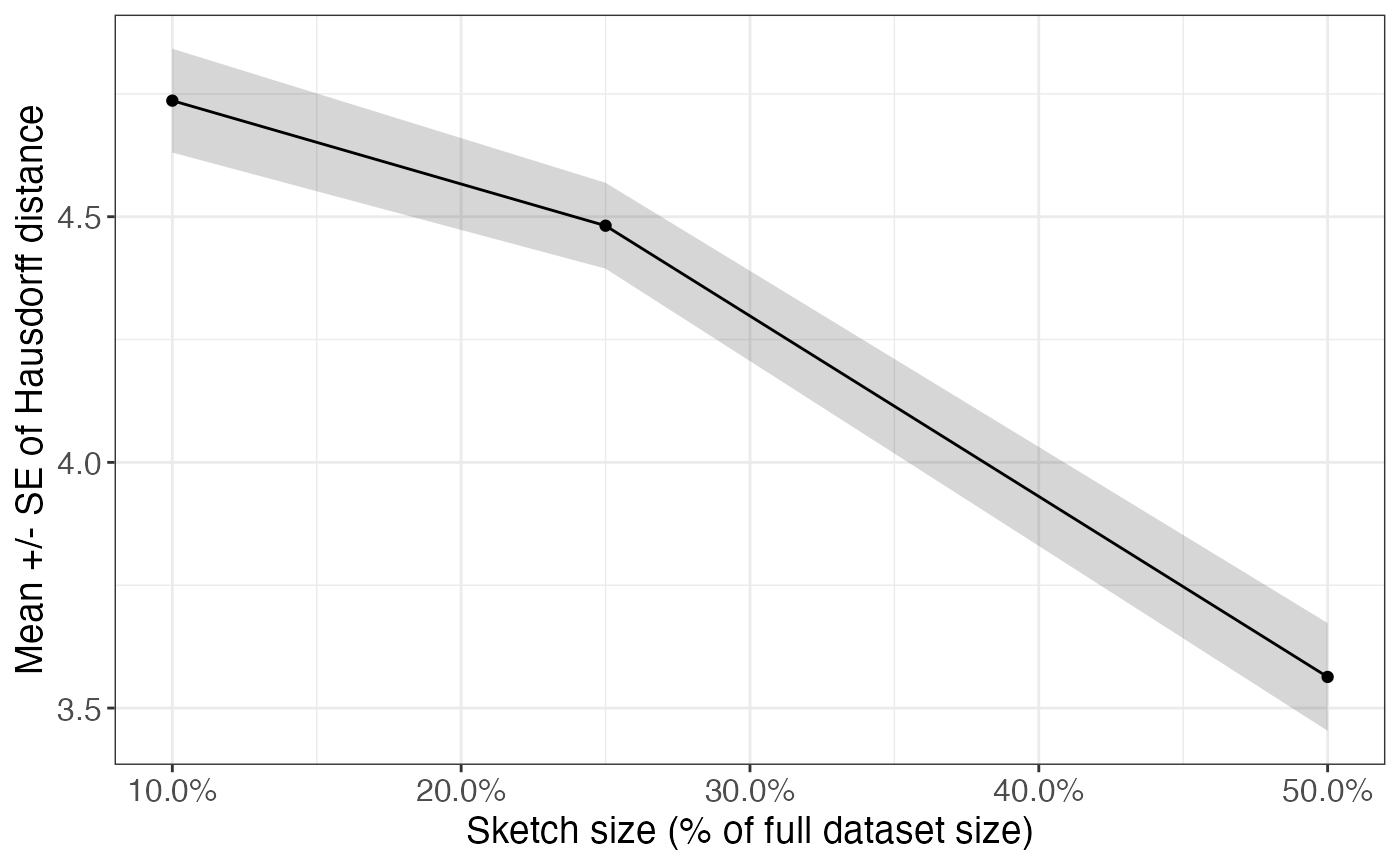 Mean +/- SE of Hausdorff distance
4.5
4.0
3.5
10.0% 20.0% 30.0% 40.0% 50.0%
Sketch size (% of full dataset size)